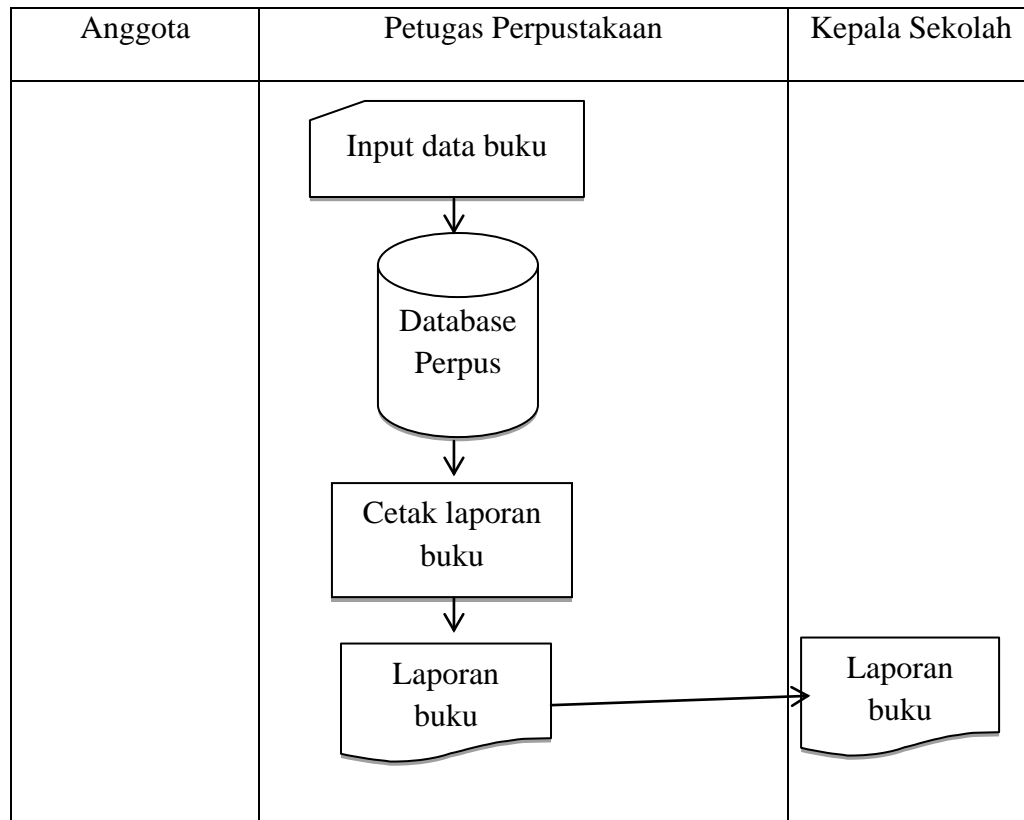 Anggota
Petugas Perpustakaan
Kepala Sekolah
Input data buku
Database
Perpus
Cetak laporan
buku
Laporan
buku
Laporan
buku